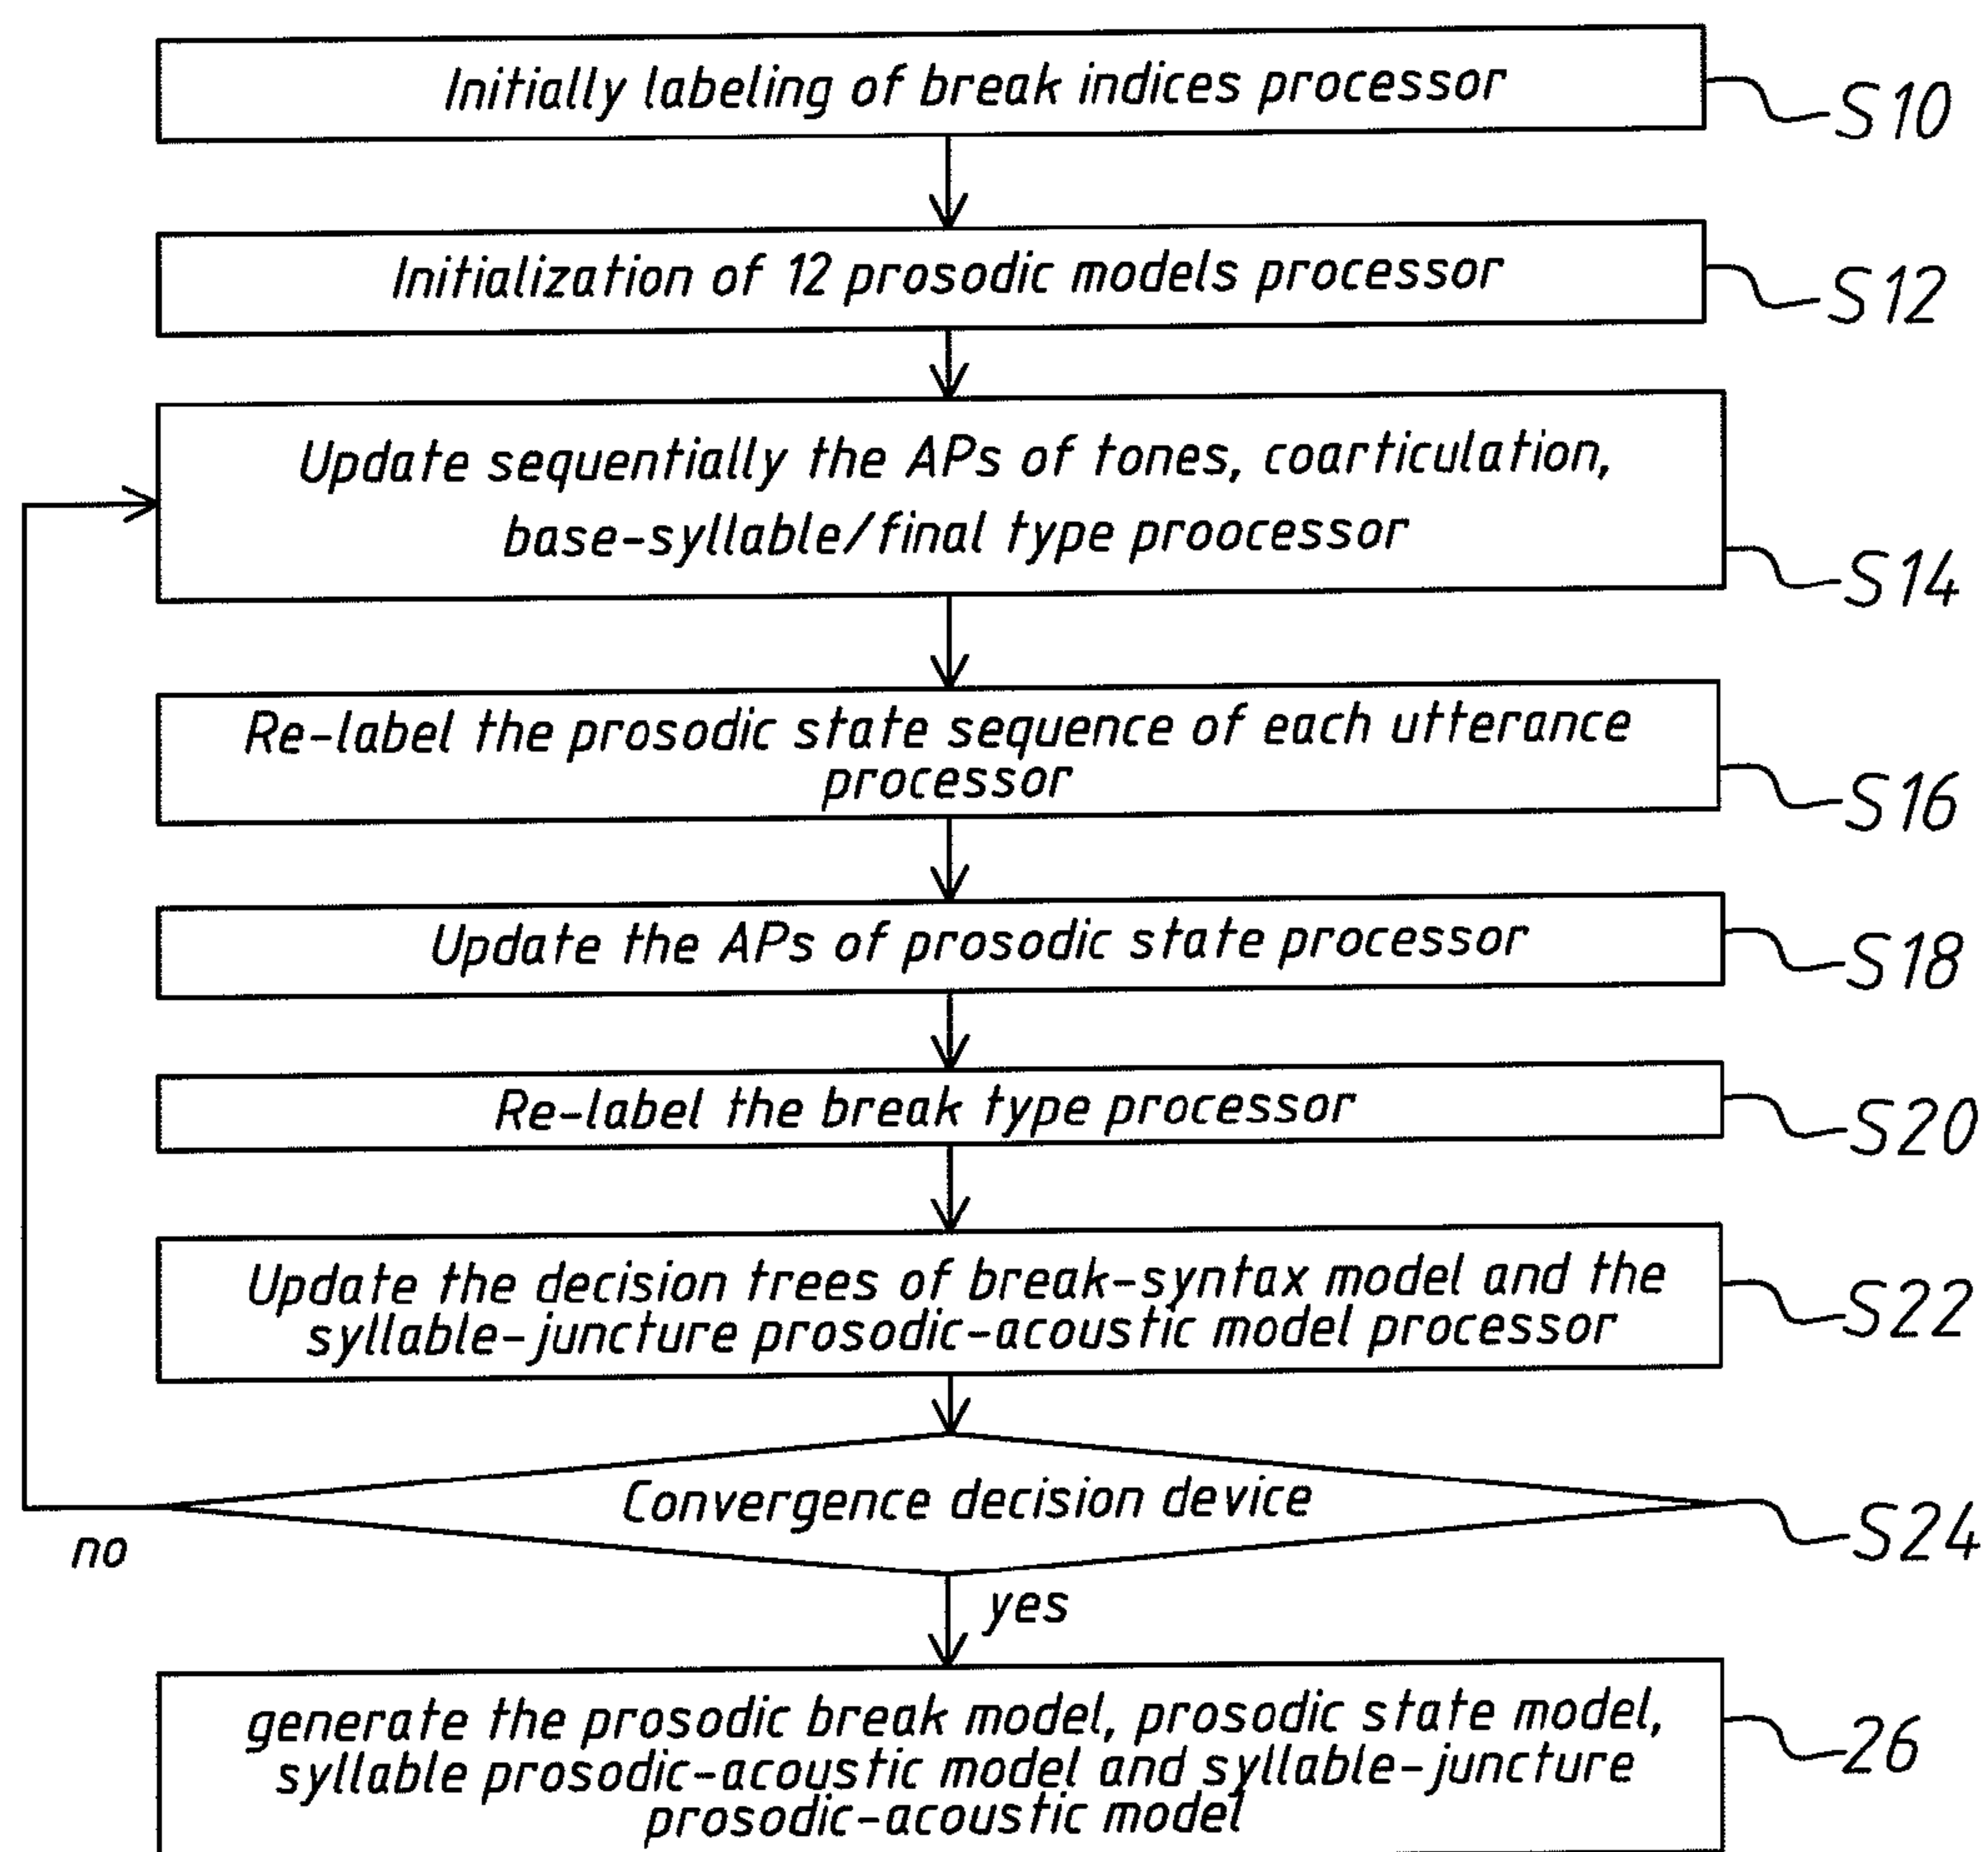 Initially labeling of break indices processor
S10
Initialization of 12 prosodic models processor
S12
Update sequentially the APs of tones, coarticulation,
base-syllable/final type proocessor
S14
Re-label the prosodic state sequence of each utterance
processor
S16
Update the APs of prosodic state processor
S18
Re-label the break type processor
S20
Update the decision trees of break-syntax model and the
syllable-juncture prosodic-acoustic model processor
S22
Convergence decision device
S24
no
yes
generate the prosodic break model, prosodic state model,
syllable prosodic-acoustic model and syllable-juncture
prosodic-acoustic model
26